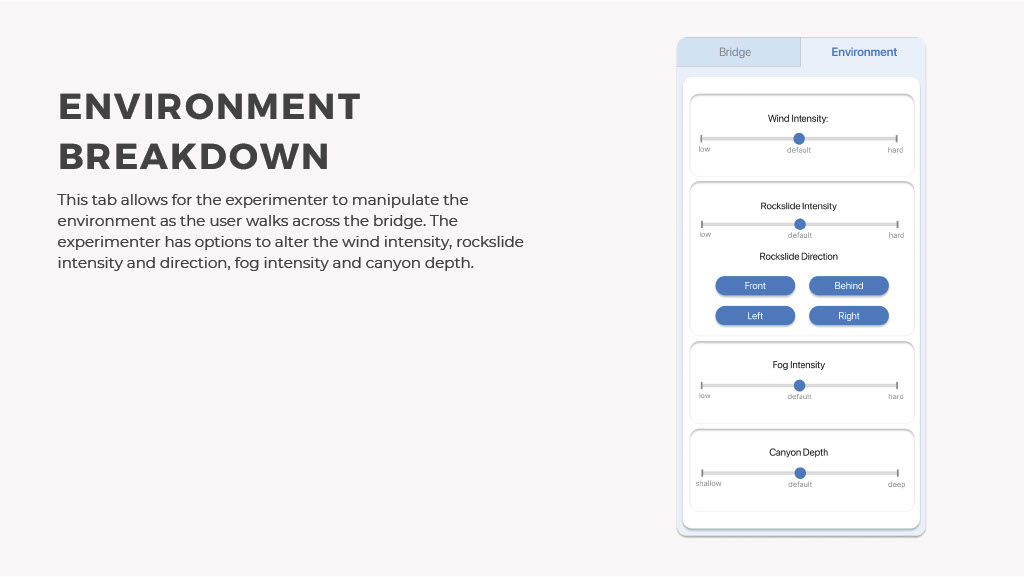 ENVIRONMENT
BREAKDOWN
This tab allows for the experimenter to manipulate the
environment as the user walks across the bridge. The
experimenter has options to alter the wind intensity, rockslide
intensity and direction, fog intensity and canyon depth.
Bridge Environment
Wind Intensity:
low default hard
Rockslide Intensity
low default hard
Rockslide Direction
Front Behind
Left Right
Fog Intensity
low default hard
Canyon Depth
shallow default deep